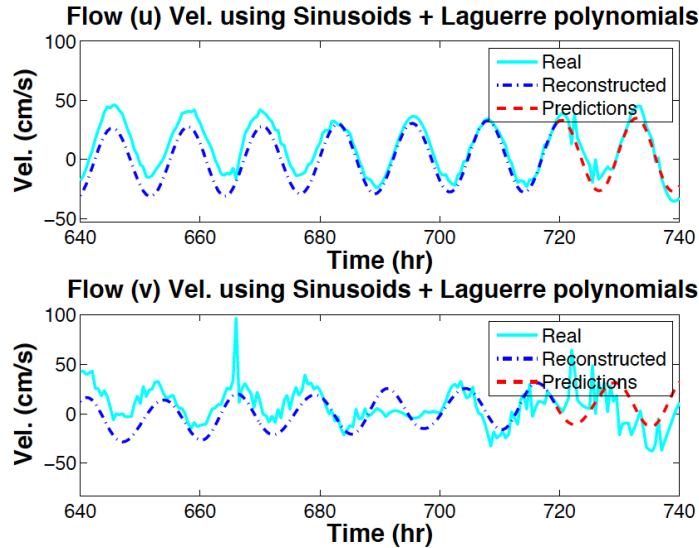 Flow (u) Vel. using Sinusoids + Laguerre polynomials
100
50
0
−50
Vel. (cm/s)
Real
Reconstructed
Predictions
640 660 680 700 720 740
Time (hr)
Flow (v) Vel. using Sinusoids + Laguerre polynomials
100
50
0
−50
Vel. (cm/s)
Real
Reconstructed
Predictions
640 660 680 700 720 740
Time (hr)